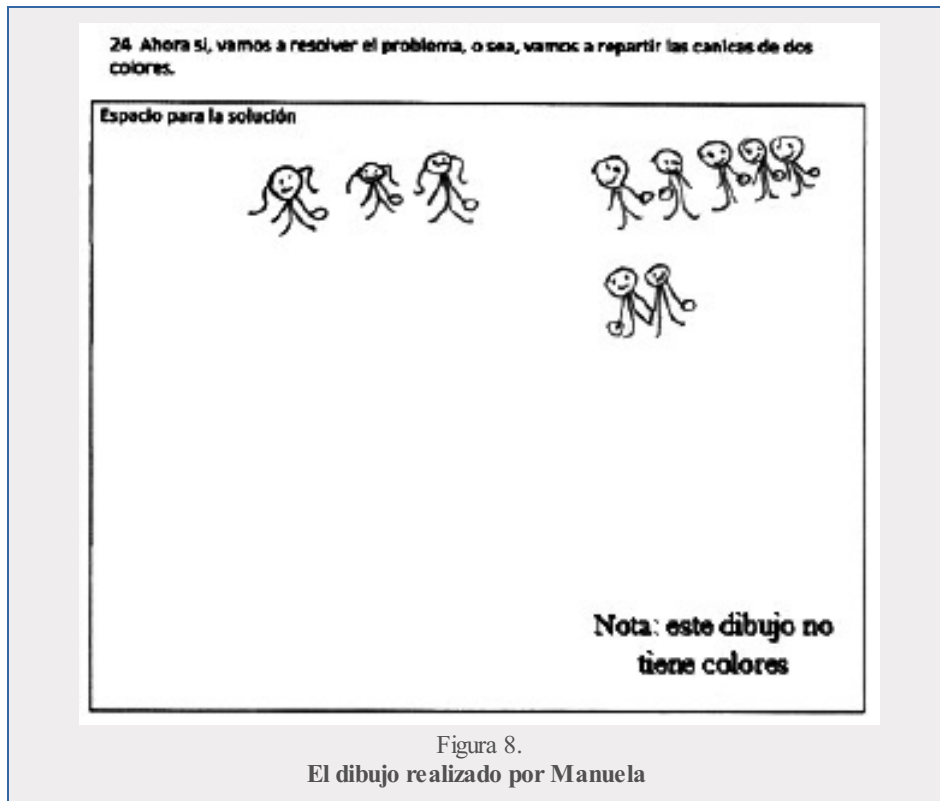 24 Ahora si, vamos a resolver el problema, o sea, vamos a repartir las canicas de dos
colores.
Espacio para la solución
Nota: este dibujo no
tiene colores
Figura 8.
El dibujo realizado por Manuela